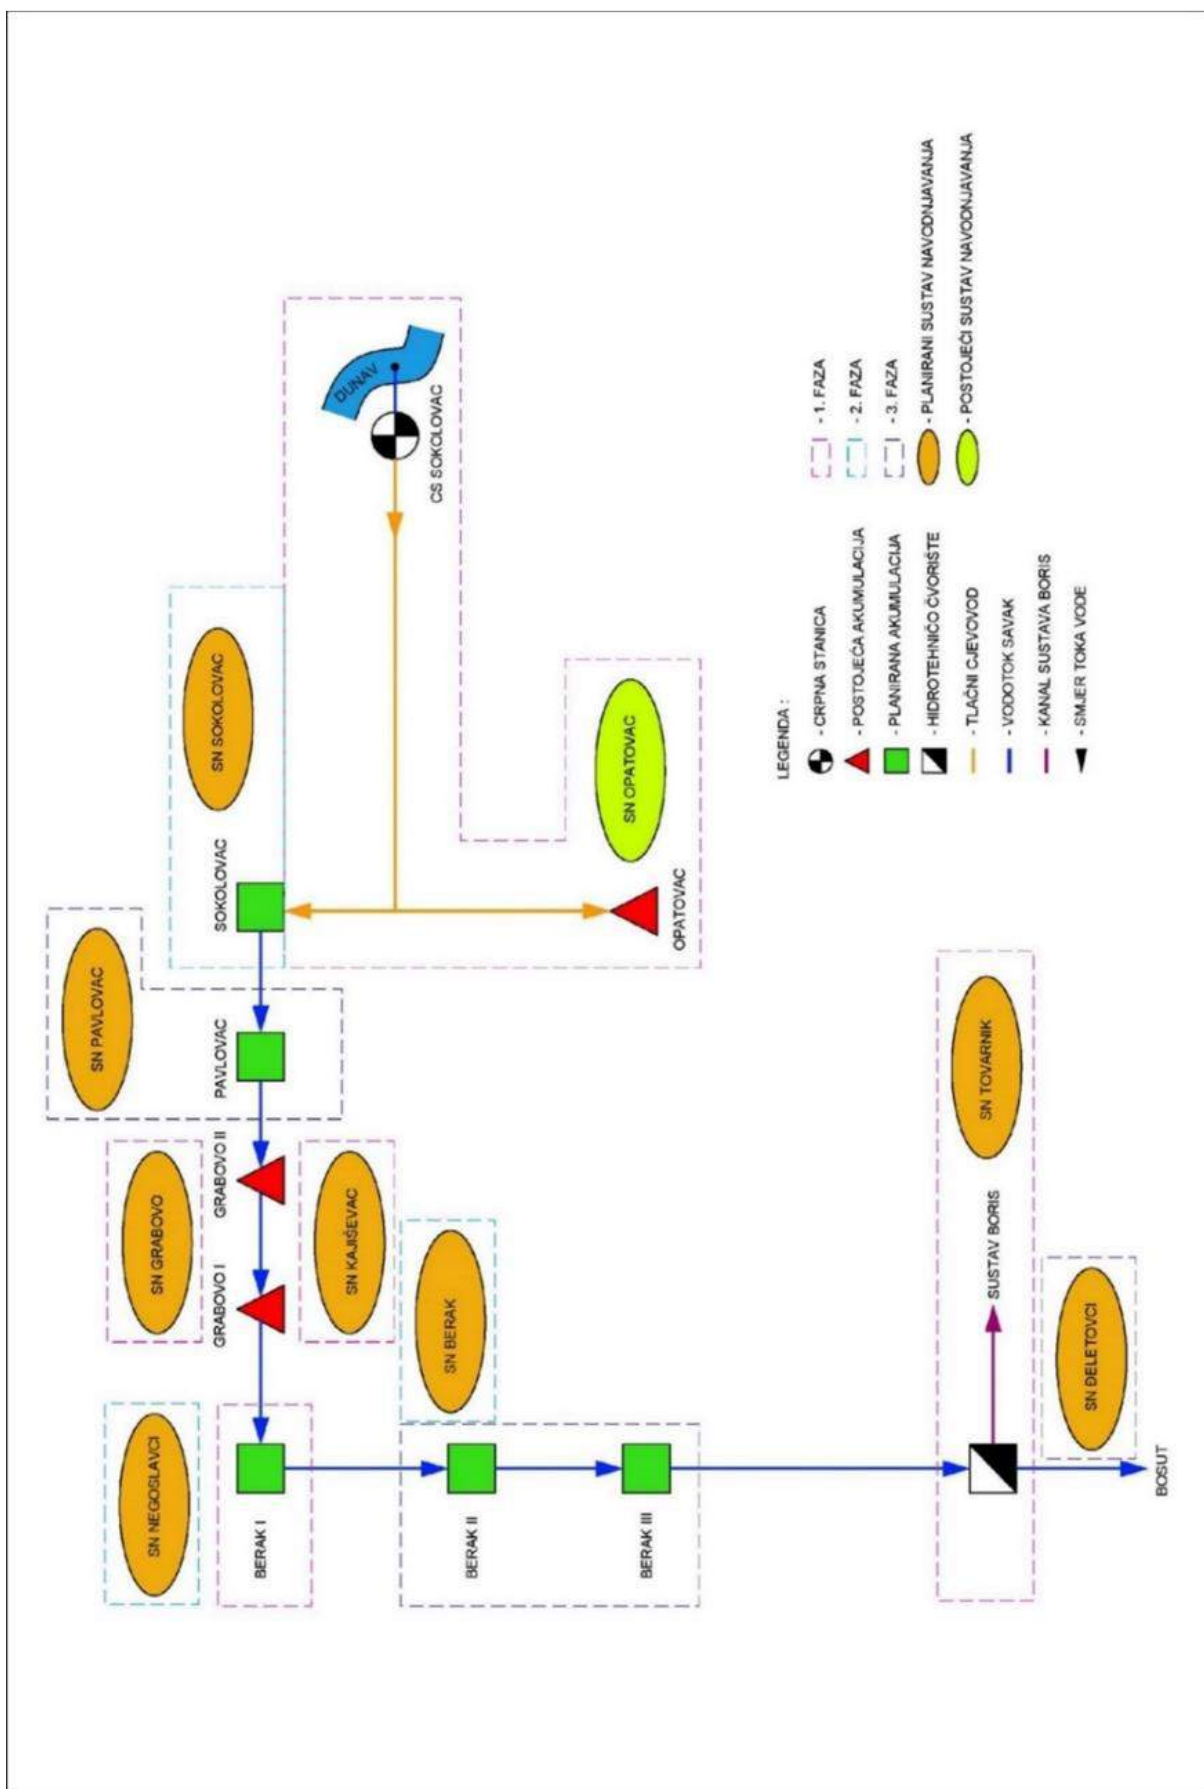 SN NEGOSLAVCI
SN GRABOVO
SN PAVLOVAC
SN SOKOLOVAC
BERAK I
GRABOVO I
GRABOVO II
PAVLOVAC
SOKOLOVAC
SN KAJIŠEVAC
DUNAV
CS SOKOLOVAC
BERAK II
SN BERAK
BERAK III
OPATOVAC
SN OPATOVAC
SUSTAV BORIS
SN TOVARNIK
SN ĐELETOVCI
BOSUT
LEGENDA :
- CRPNA STANICA
- POSTOJEĆA AKUMULACIJA
- PLANIRANA AKUMULACIJA
- HIDROTEHNIČO ČVORIŠTE
- TLAČNI CJEVOVOD
- VODOTOK SAVAK
- KANAL SUSTAVA BORIS
- SMJER TOKA VODE
- 1. FAZA
- 2. FAZA
- 3. FAZA
- PLANIRANI SUSTAV NAVODNJAVANJA
- POSTOJEĆI SUSTAV NAVODNJAVANJA